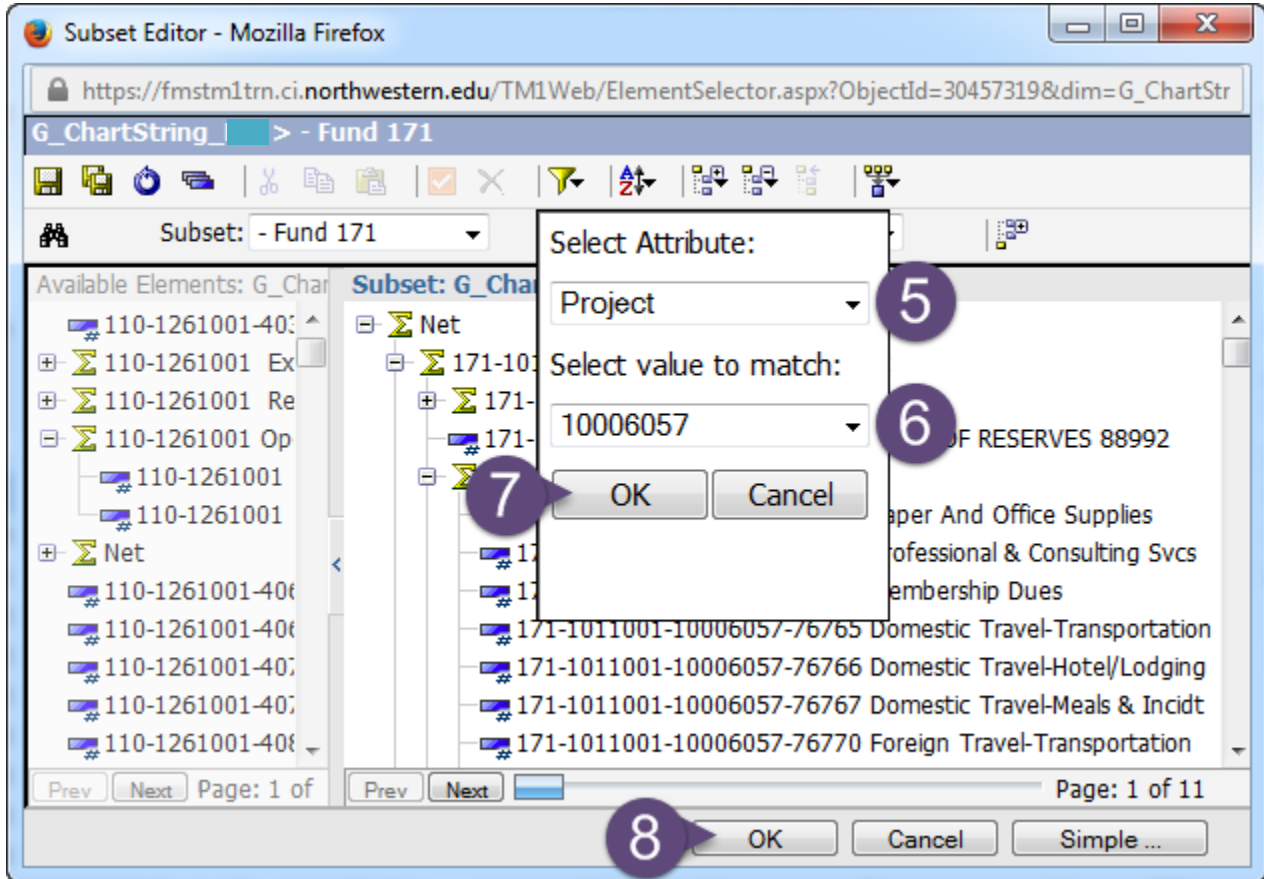 Subset Editor - Mozilla Firefox
https://fmstm1trn.ci.northwestern.edu/TM1Web/ElementSelector.aspx?ObjectId=30457319&dim=G_ChartStr
G_ChartString_ > - Fund 171
Subset: - Fund 171
Select Attribute:
Project
5
Select value to match:
10006057
6
7
OK Cancel
Available Elements: G_Char
110-1261001-403
110-1261001 Ex
110-1261001 Re
110-1261001 Op
110-1261001
110-1261001
Net
110-1261001-406
110-1261001-406
110-1261001-407
110-1261001-407
110-1261001-408
Prev Next Page: 1 of
Subset: G_Cha
Net
171-101
171-
171- OF RESERVES 88992
aper And Office Supplies
17 rofessional & Consulting Svcs
17 embership Dues
171-1011001-10006057-76765 Domestic Travel-Transportation
171-1011001-10006057-76766 Domestic Travel-Hotel/Lodging
171-1011001-10006057-76767 Domestic Travel-Meals & Incidt
171-1011001-10006057-76770 Foreign Travel-Transportation
Prev Next Page: 1 of 11
8
OK Cancel Simple ...